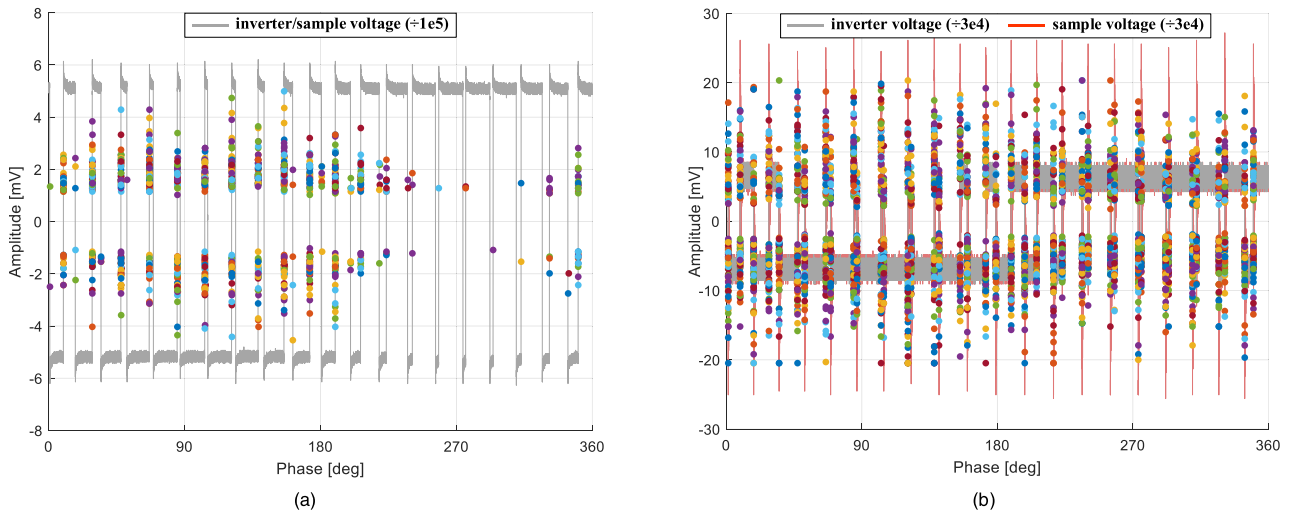 inverter/sample voltage (÷1e5)
8
6
4
2
0
-2
-4
-6
-8
Amplitude [mV]
0
90
180
270
360
Phase [deg]
(a)
inverter voltage (÷3e4)
sample voltage (÷3e4)
30
20
10
0
-10
-20
-30
Amplitude [mV]
0
90
180
270
360
Phase [deg]
(b)